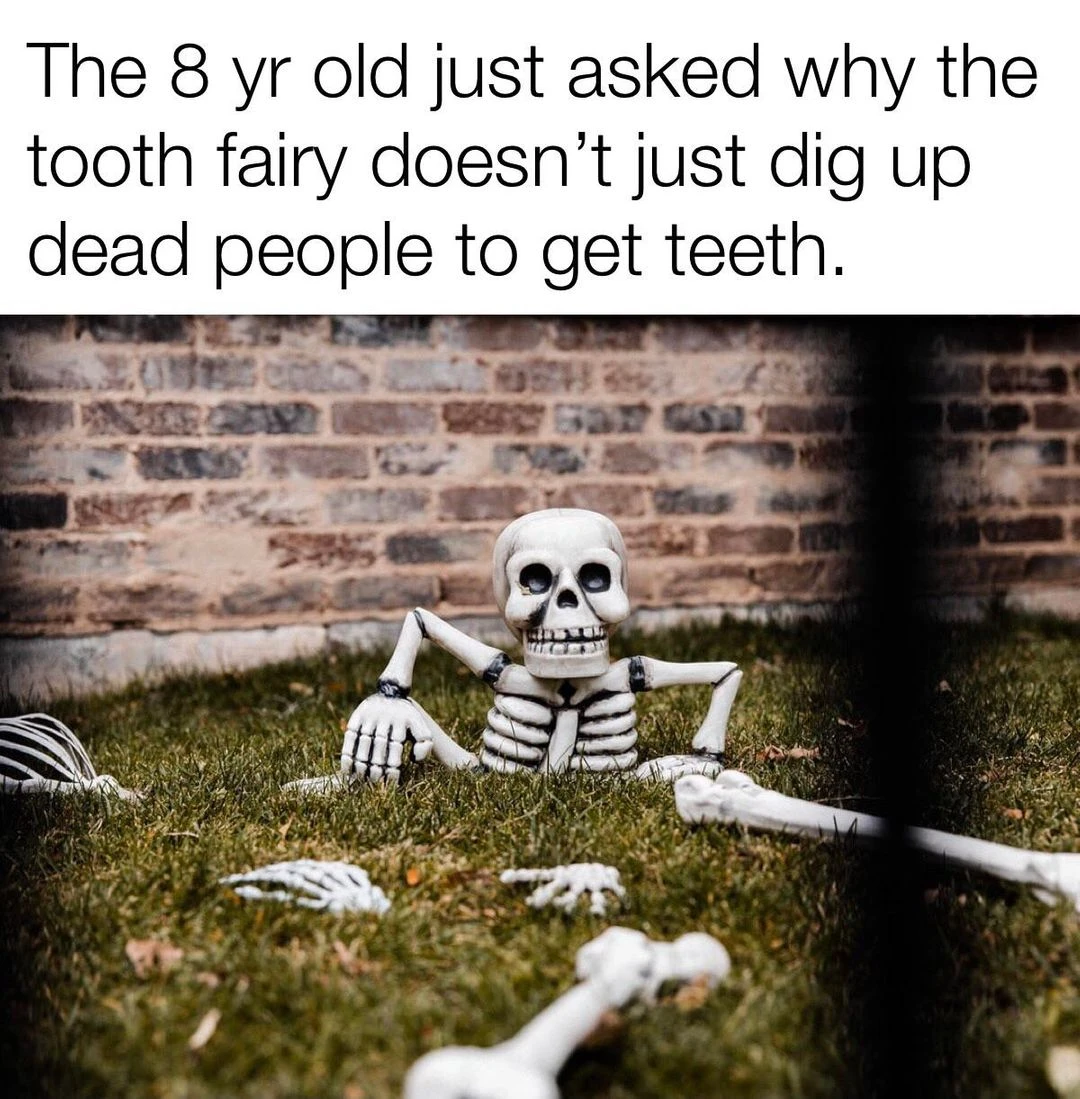 The 8 yr old just asked why the
tooth fairy doesn’t just dig up
dead people to get teeth.